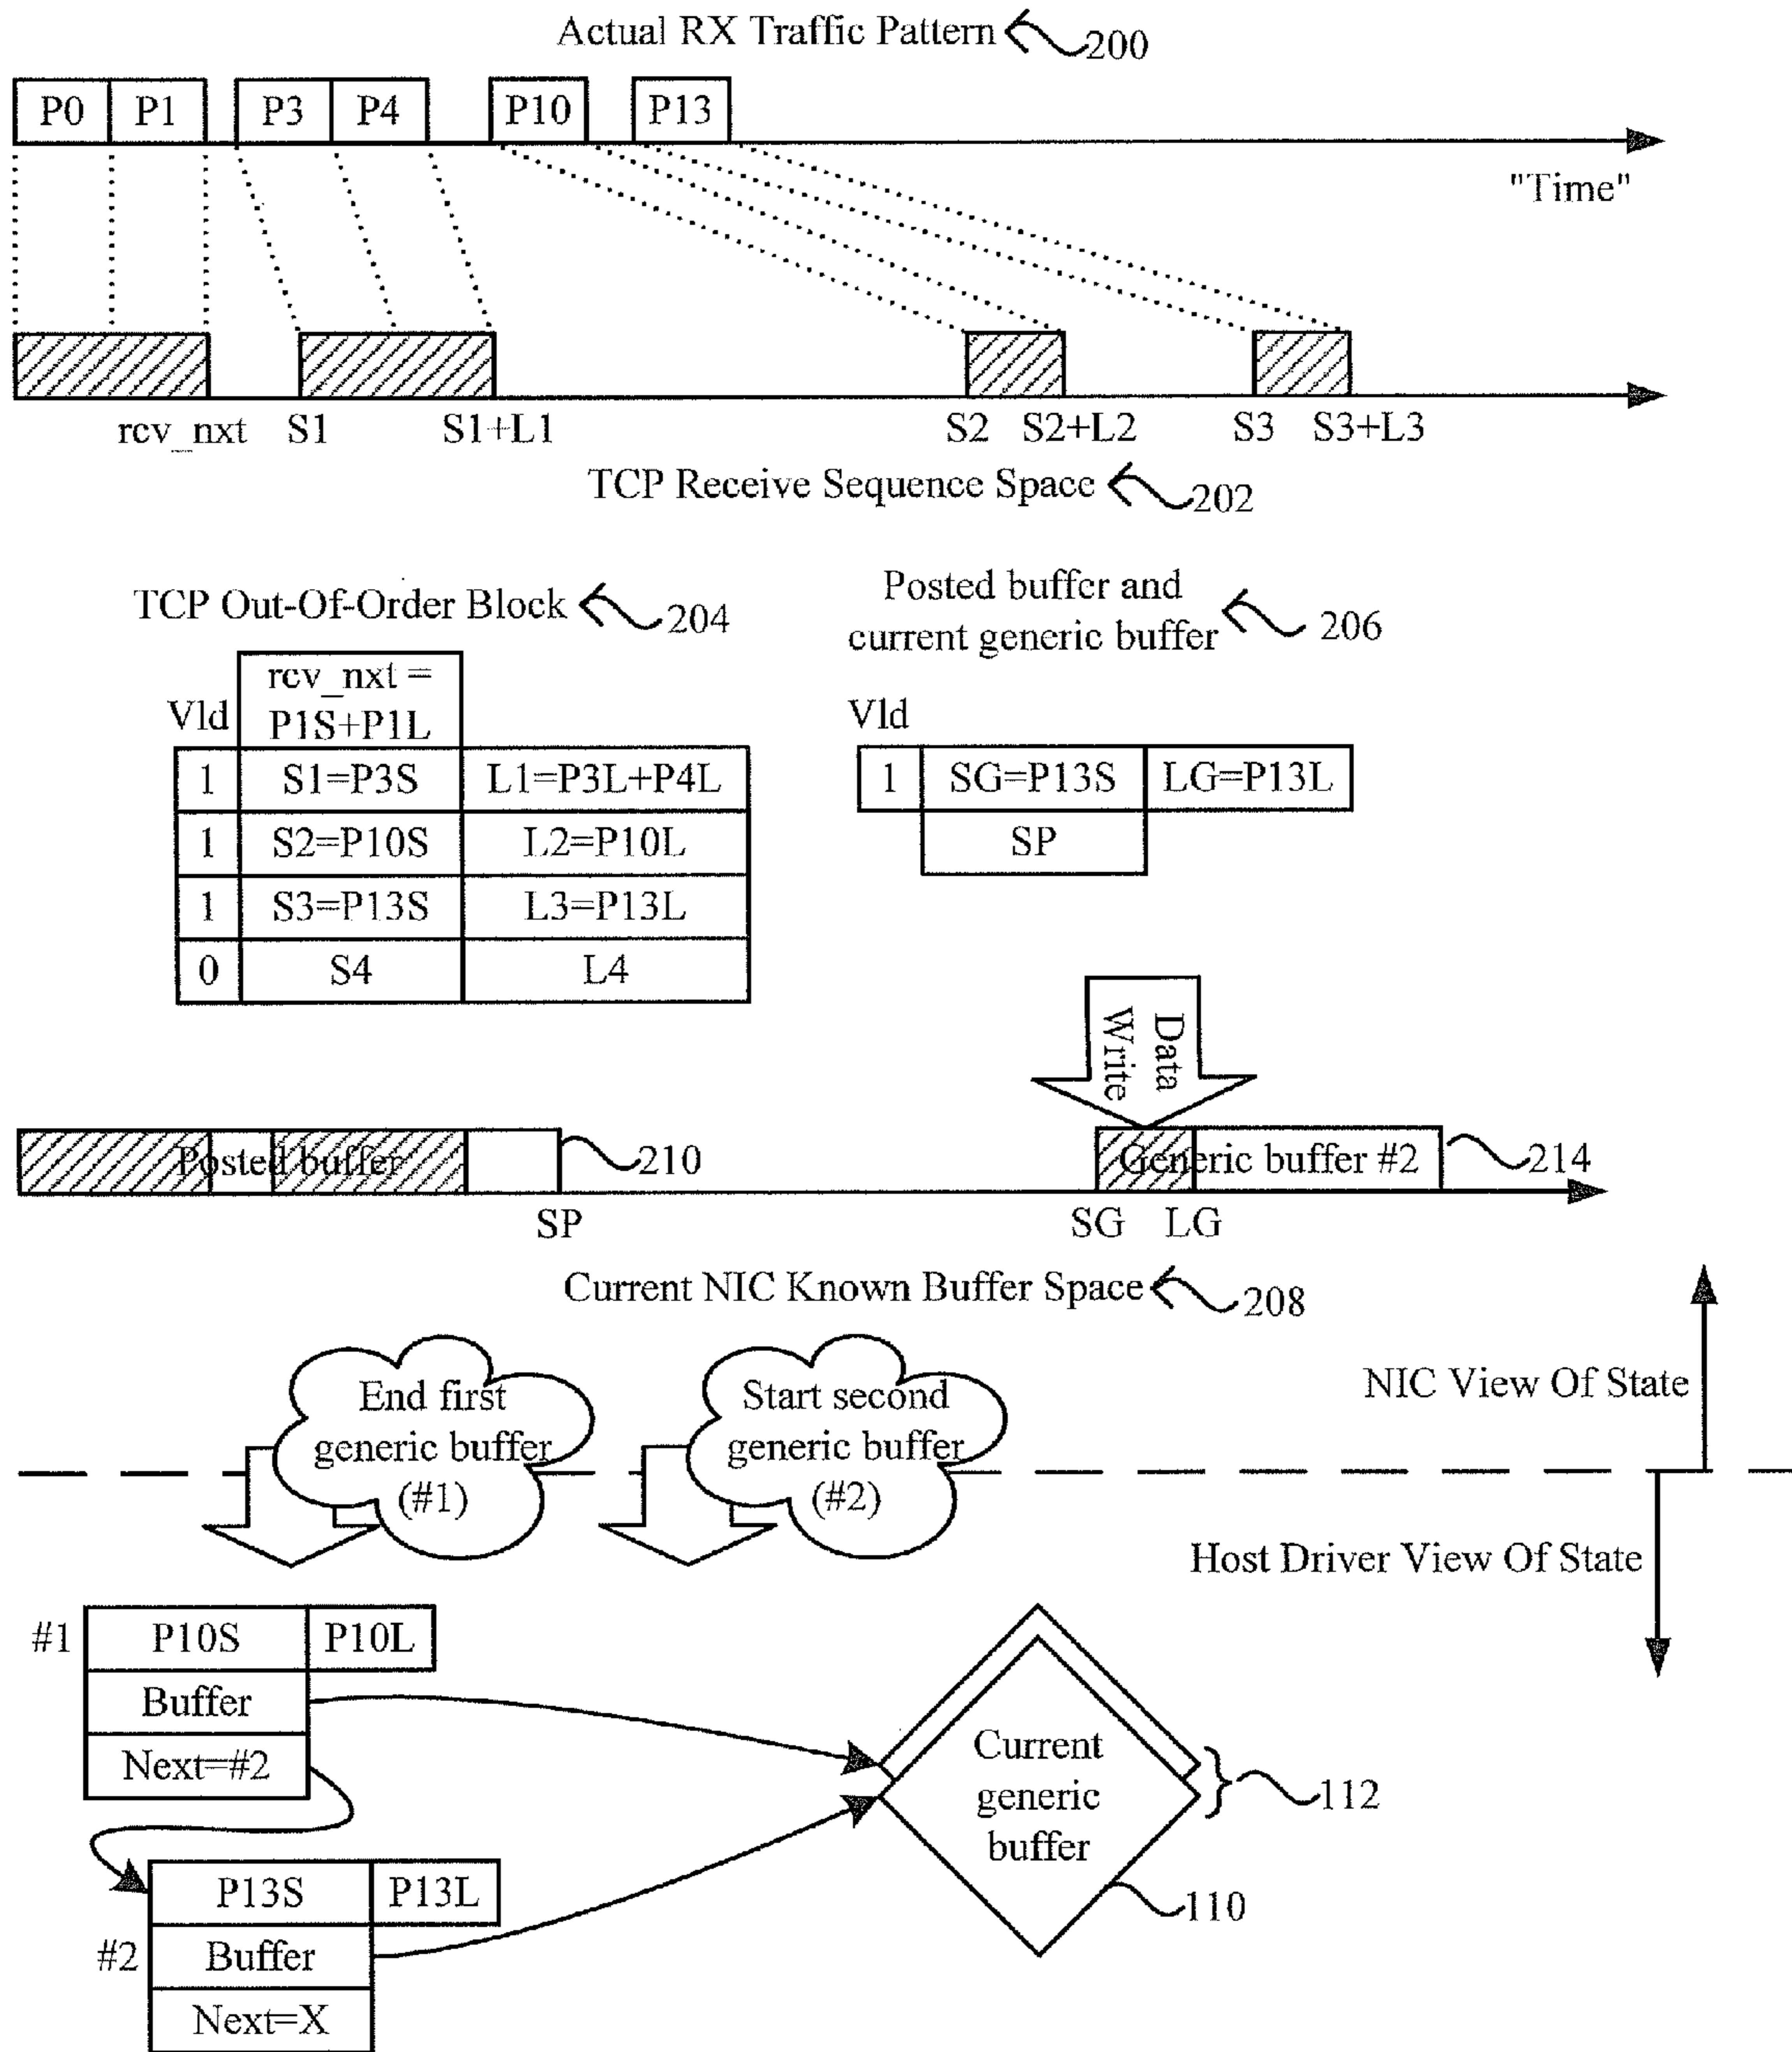 Actual RX Traffic Pattern 200
P0 P1 P3 P4 P10 P13
"Time"
rcv_nxt S1 S1+L1 S2 S2+L2 S3 S3+L3
TCP Receive Sequence Space 202
TCP Out-Of-Order Block 204
Posted buffer and
current generic buffer 206
rcv_nxt =
Vld P1S+P1L
1 S1=P3S L1=P3L+P4L
1 S2=P10S L2=P10L
1 S3=P13S L3=P13L
0 S4 L4
Vld
1 SG=P13S LG=P13L
SP
Data
Write
Posted buffer 210
Generic buffer #2 214
SP SG LG
Current NIC Known Buffer Space 208
End first
generic buffer
(#1)
Start second
generic buffer
(#2)
NIC View Of State
Host Driver View Of State
#1 P10S P10L
Buffer
Next=#2
#2 P13S P13L
Buffer
Next=X
Current
generic
buffer
112
110